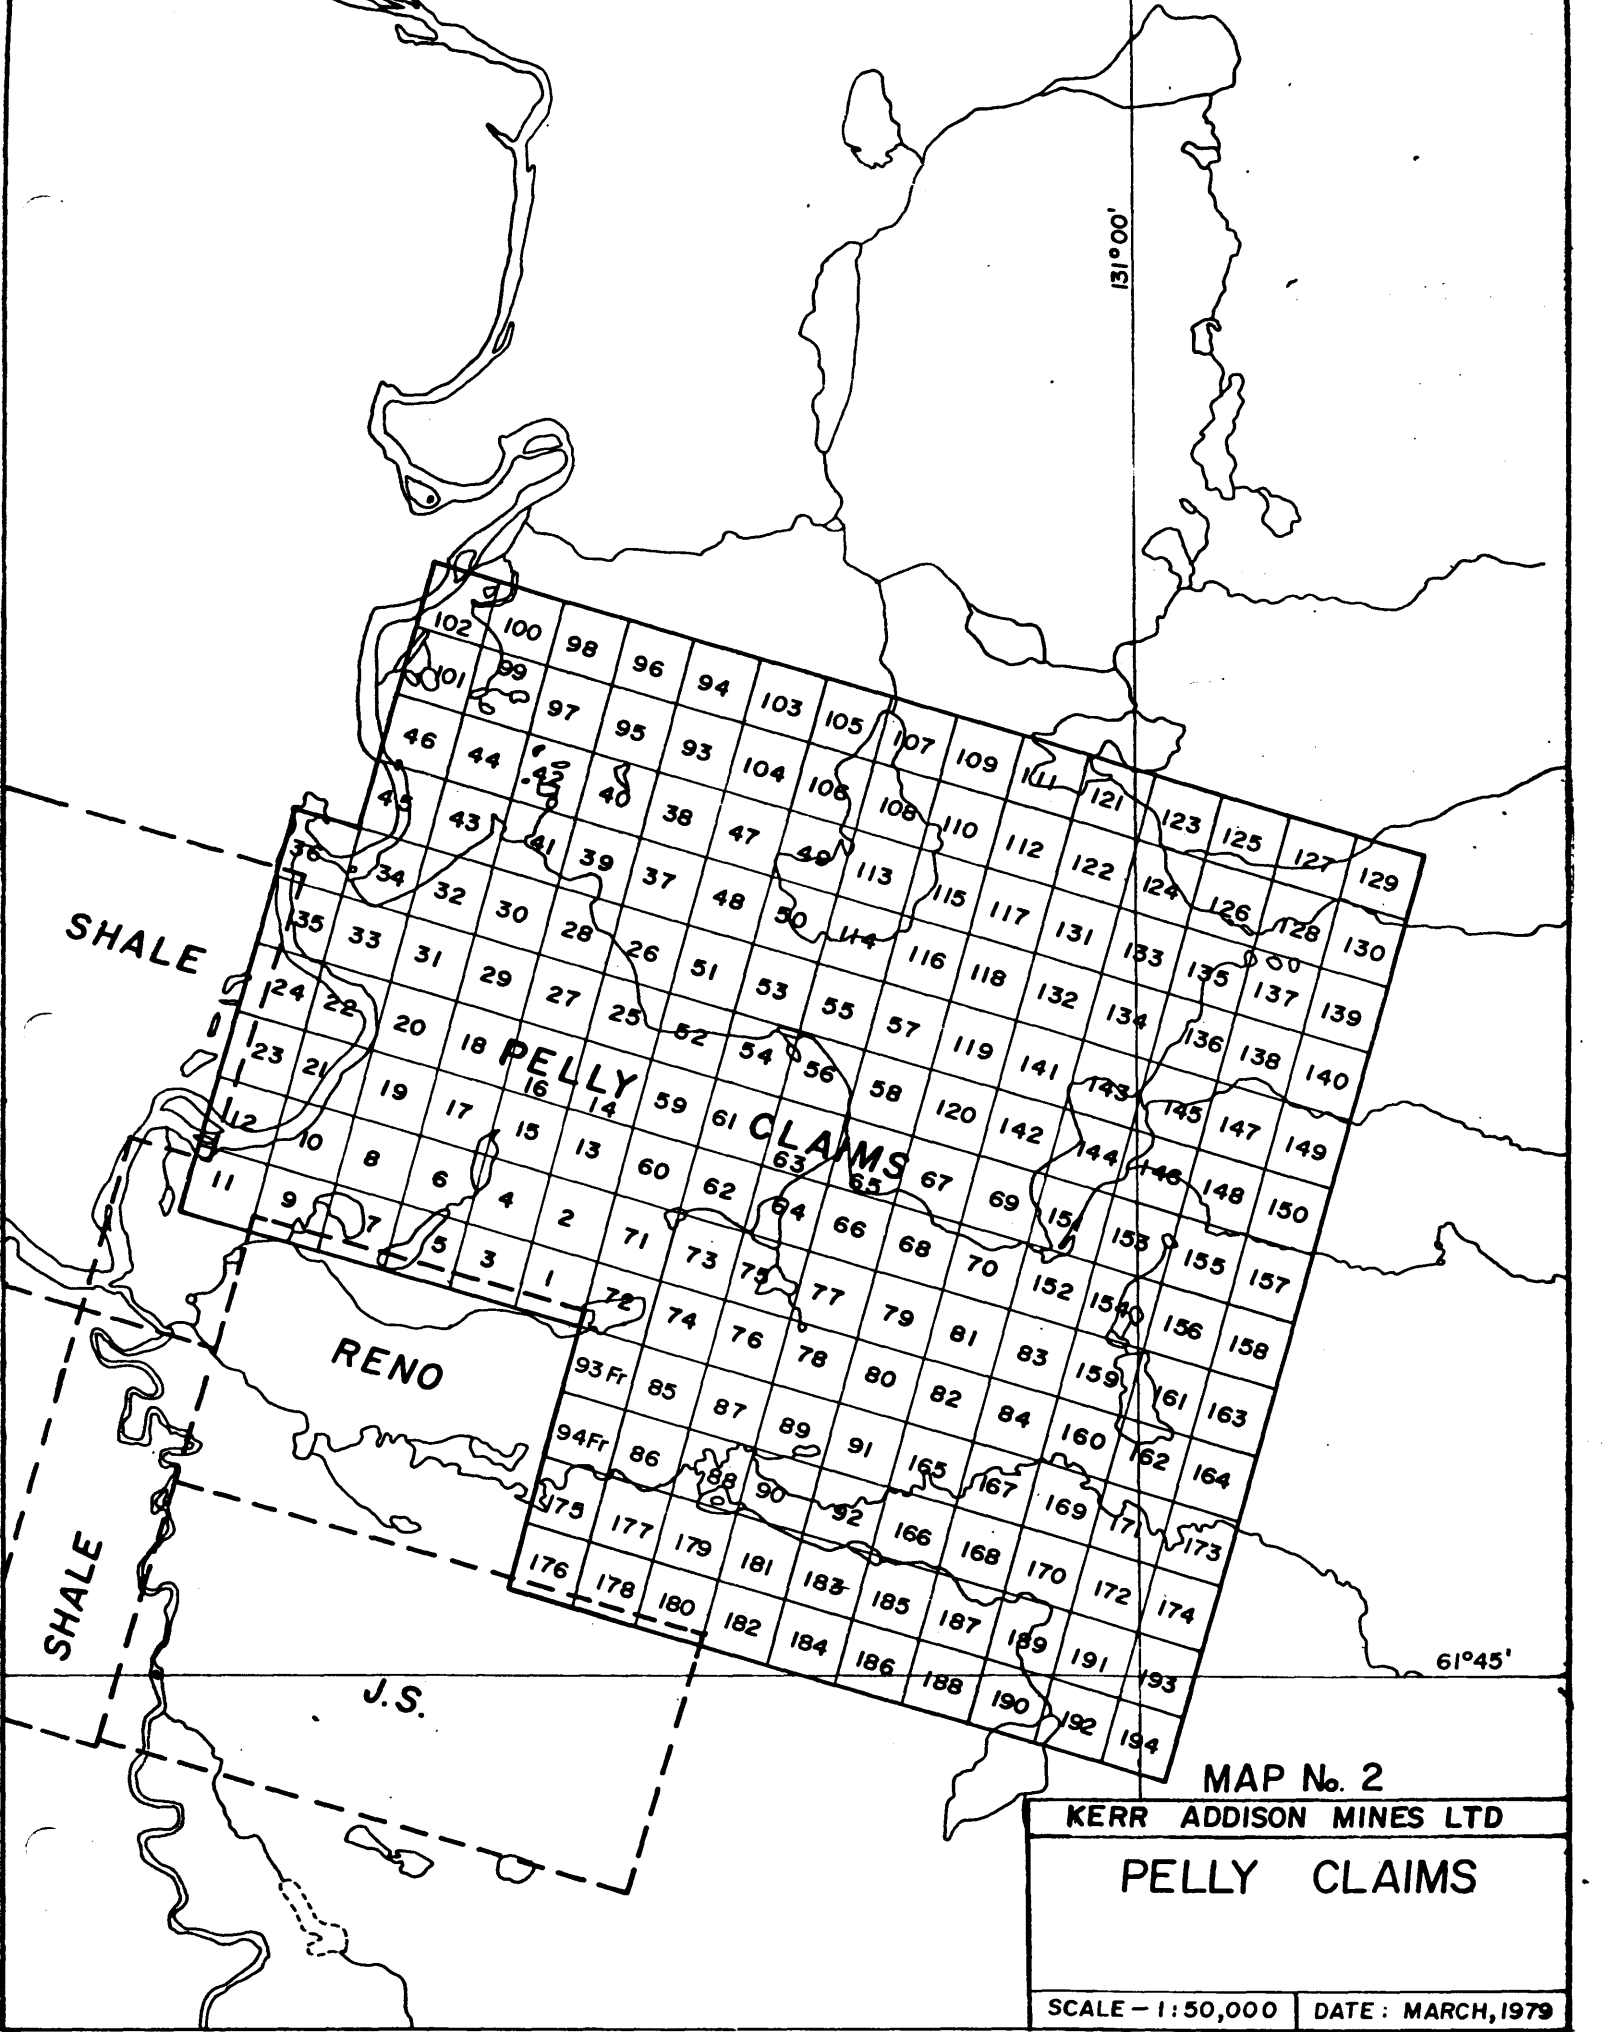 131°00'
102 100 98 96 94 103 105 107 109 111 121 123 125 127 129
101 99 97 95 93 104 106 108 110 112 122 124 126 128 130
46 44 42 40 38 47 49 113 115 117 131 133 135 137 139
45 43 41 39 37 48 50 114 116 118 132 134 136 138 140
36 34 32 30 28 26 51 53 55 57 119 141 143 145 147 149
35 33 31 29 27 25 52 54 56 58 120 142 144 146 148 150
SHALE
24 22 20 18 16 14 59 61 63 65 67 69 151 153 155 157
PELLY CLAIMS
23 21 19 17 15 13 60 62 64 66 68 70 152 154 156 158
12 10 8 6 4 2 71 73 75 77 79 81 83 159 161 163
11 9 7 5 3 1 72 74 76 78 80 82 84 160 162 164
RENO
93Fr 85 87 89 91 165 167 169 171 173
94Fr 86 88 90 92 166 168 170 172 174
175 177 179 181 183 185 187 189 191 193
176 178 180 182 184 186 188 190 192 194
SHALE
61°45'
J.S.
MAP No. 2
KERR ADDISON MINES LTD
PELLY CLAIMS
SCALE – 1:50,000
DATE: MARCH, 1979